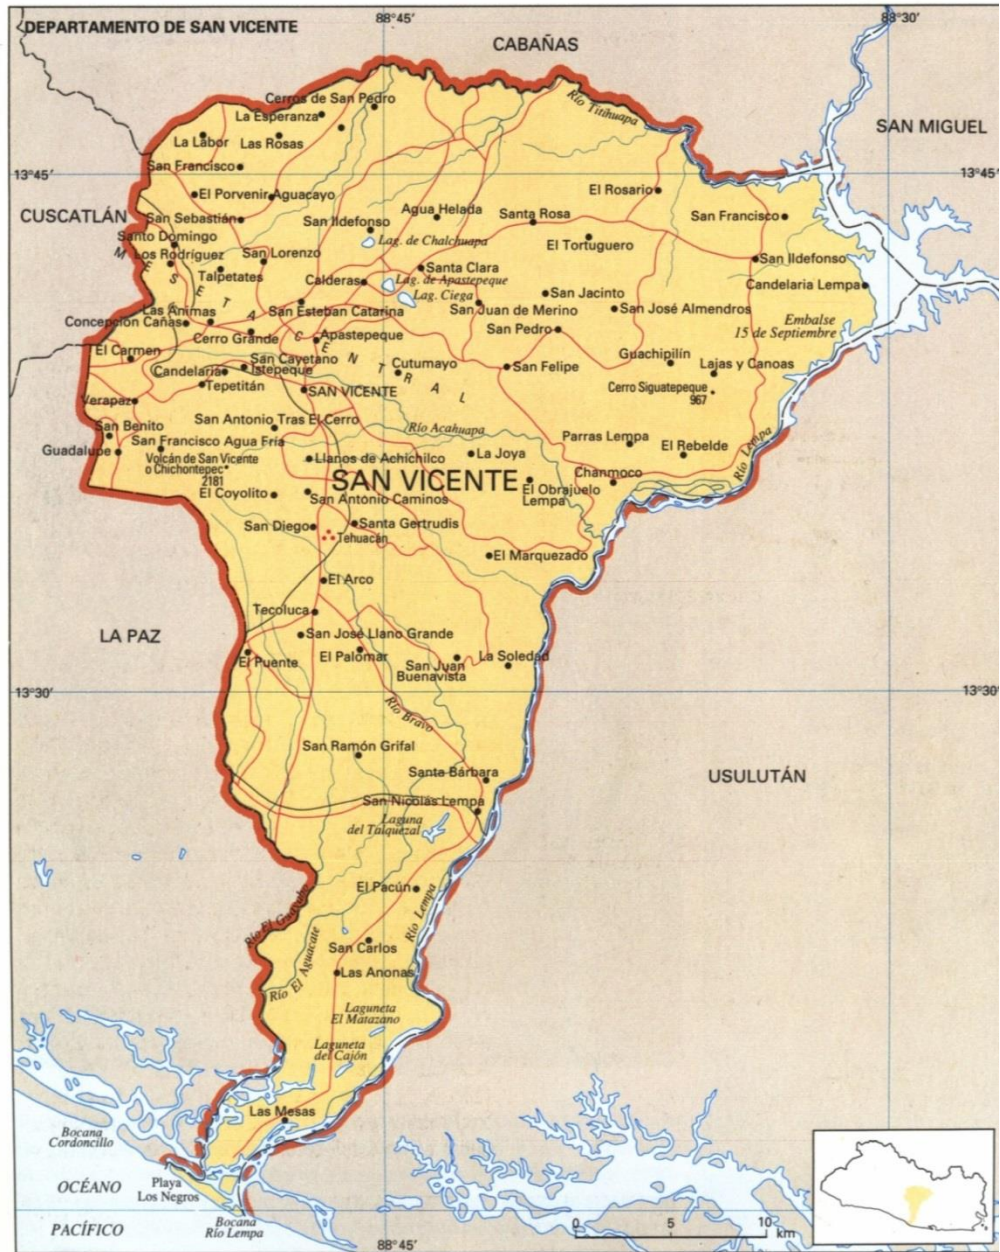 88°45'
88°30'
DEPARTAMENTO DE SAN VICENTE
CABAÑAS
Cerros de San Pedro
La Esperanza
Río Titihuapa
SAN MIGUEL
La Labor
Las Rosas
San Francisco
13°45'
13°45'
El Porvenir
Aguacayo
El Rosario
CUSCATLÁN
San Sebastián
San Ildefonso
Agua Helada
Santa Rosa
San Francisco
Santo Domingo
Lag. de Chalchuapa
El Tortuguero
Los Rodríguez
San Lorenzo
San Ildefonso
Talpetates
Santa Clara
Calderas
Lag. de Apastepeque
Candelaria Lempa
Lag. Ciega
San Jacinto
MESETA CENTRAL
Las Ánimas
San Esteban Catarina
San Juan de Merino
San José Almendros
Concepción Cañas
San Pedro
Embalse
15 de Septiembre
Cerro Grande
Apastepeque
El Carmen
San Cayetano
Istepeque
Cutumayo
San Felipe
Guachipilín
Lajas y Canoas
Candelaria
Tepetitán
SAN VICENTE
Cerro Siguatepeque
967
Verapaz
San Antonio Tras El Cerro
Río Acahuapa
San Benito
San Francisco Agua Fría
Parras Lempa
El Rebelde
Guadalupe
Volcán de San Vicente
o Chichontepec
2181
Llanos de Achichilco
La Joya
Río Lempa
SAN VICENTE
Chanmoco
El Coyolito
San Antonio Caminos
El Obrajuelo
Lempa
San Diego
Santa Gertrudis
Tehuacán
El Marquezado
El Arco
Tecoluca
LA PAZ
San José Llano Grande
El Puente
El Palomar
San Juan
Buenavista
La Soledad
13°30'
13°30'
Río Bravo
San Ramón Grifal
Santa Bárbara
USULUTÁN
San Nicolás Lempa
Laguna
del Talquezal
El Pacún
Río Lempa
San Carlos
Río El Aguacate
Las Anonas
Laguneta
El Matazano
Laguneta
del Cajón
Las Mesas
Bocana
Cordoncillo
OCÉANO
PACÍFICO
Playa
Los Negros
Bocana
Río Lempa
0 5 10
km
88°45'